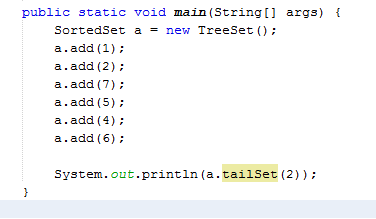 public static void main(String[] args) {
    SortedSet a = new TreeSet();
    a.add(1);
    a.add(2);
    a.add(7);
    a.add(5);
    a.add(4);
    a.add(6);

    System.out.println(a.tailSet(2));
}